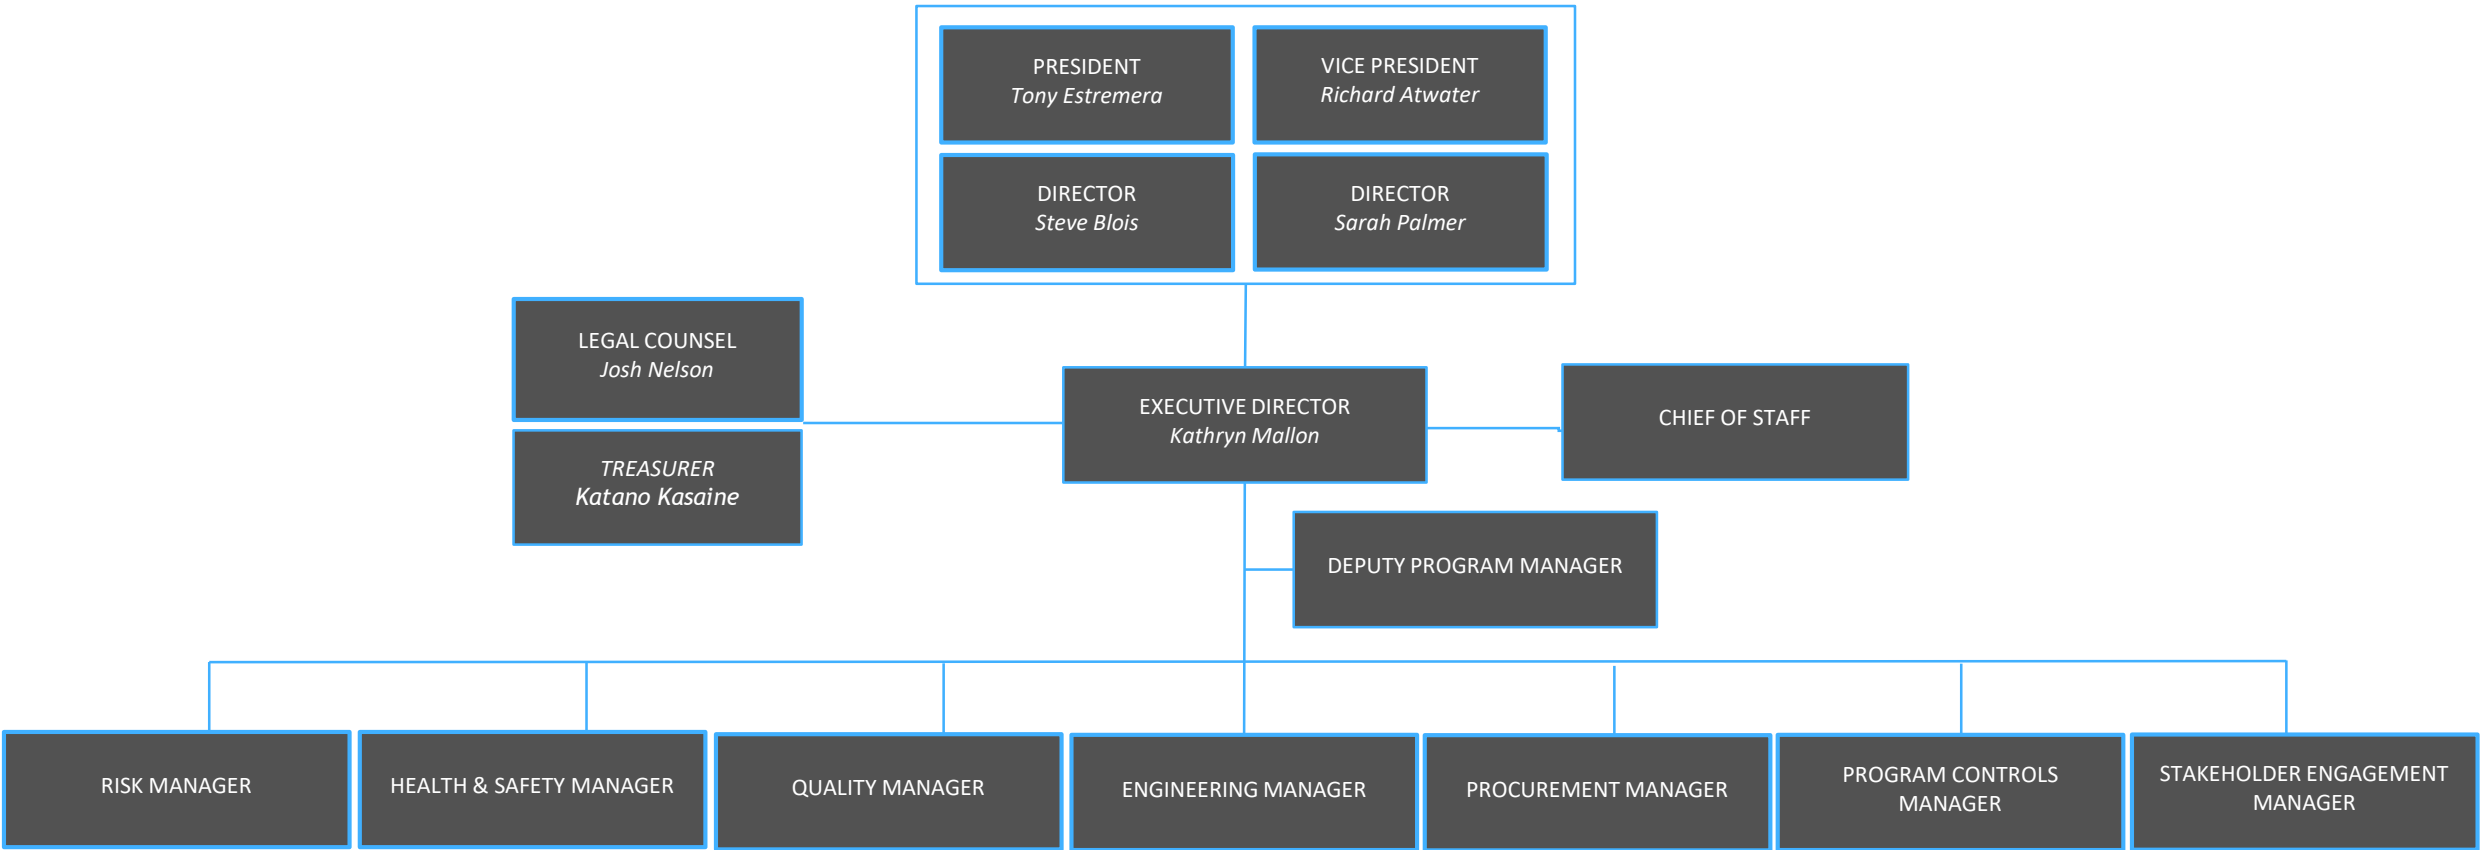 PRESIDENT
Tony Estremera
VICE PRESIDENT
Richard Atwater
DIRECTOR
Steve Blois
DIRECTOR
Sarah Palmer
LEGAL COUNSEL
Josh Nelson
TREASURER
Katano Kasaine
EXECUTIVE DIRECTOR
Kathryn Mallon
CHIEF OF STAFF
DEPUTY PROGRAM MANAGER
RISK MANAGER
HEALTH & SAFETY MANAGER
QUALITY MANAGER
ENGINEERING MANAGER
PROCUREMENT MANAGER
PROGRAM CONTROLS
MANAGER
STAKEHOLDER ENGAGEMENT
MANAGER